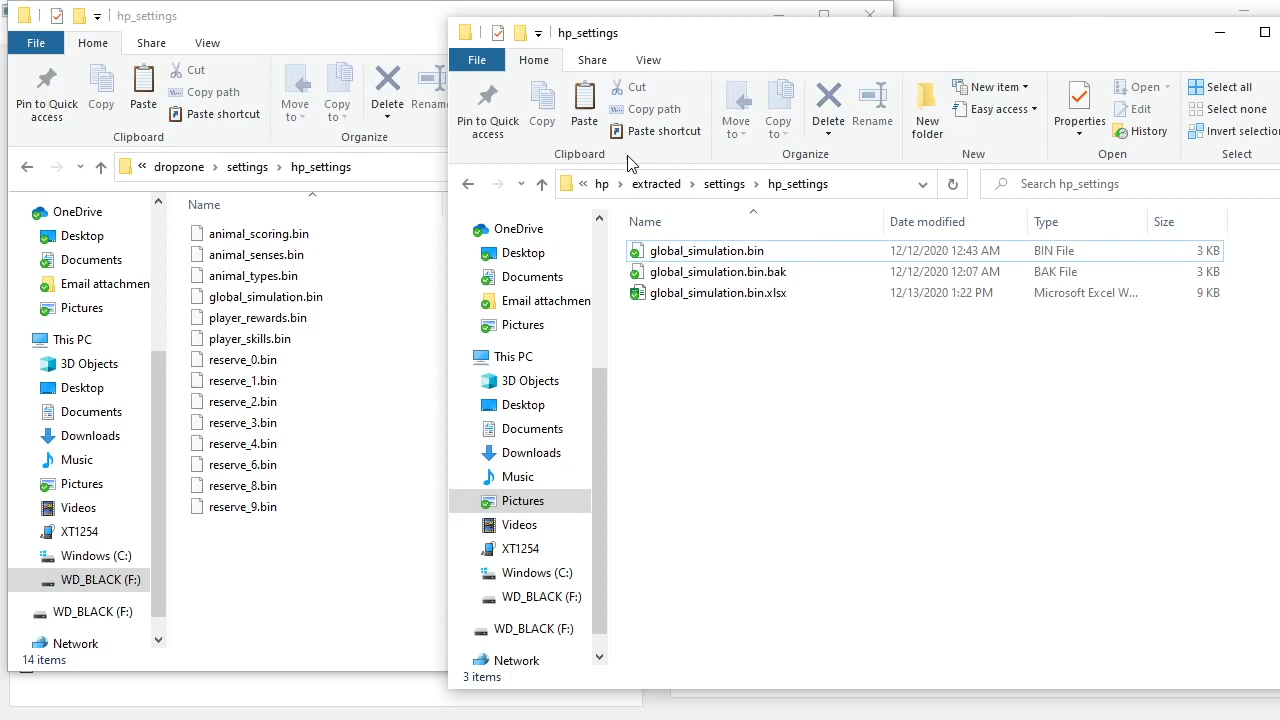 hp_settings
File Home Share View
Pin to Quick access
Copy
Paste
Cut
Copy path
Paste shortcut
Clipboard
Move to
Copy to
Delete
Organize
« dropzone > settings > hp_settings
OneDrive
Desktop
Documents
Email attachmen
Pictures
This PC
3D Objects
Desktop
Documents
Downloads
Music
Pictures
Videos
XT1254
Windows (C:)
WD_BLACK (F:)
WD_BLACK (F:)
Network
Name
animal_scoring.bin
animal_senses.bin
animal_types.bin
global_simulation.bin
player_rewards.bin
player_skills.bin
reserve_0.bin
reserve_1.bin
reserve_2.bin
reserve_3.bin
reserve_4.bin
reserve_6.bin
reserve_8.bin
reserve_9.bin
14 items
hp_settings
File Home Share View
Pin to Quick access
Copy
Paste
Cut
Copy path
Paste shortcut
Clipboard
Move to
Copy to
Delete
Rename
Organize
New folder
New item
Easy access
New
Properties
Open
Edit
History
Open
Select all
Select none
Invert selection
Select
« hp > extracted > settings > hp_settings
Search hp_settings
OneDrive
Desktop
Documents
Email attachmen
Pictures
This PC
3D Objects
Desktop
Documents
Downloads
Music
Pictures
Videos
XT1254
Windows (C:)
WD_BLACK (F:)
WD_BLACK (F:)
Network
Name Date modified Type Size
global_simulation.bin 12/12/2020 12:43 AM BIN File 3 KB
global_simulation.bin.bak 12/12/2020 12:07 AM BAK File 3 KB
global_simulation.bin.xlsx 12/13/2020 1:22 PM Microsoft Excel W... 9 KB
3 items